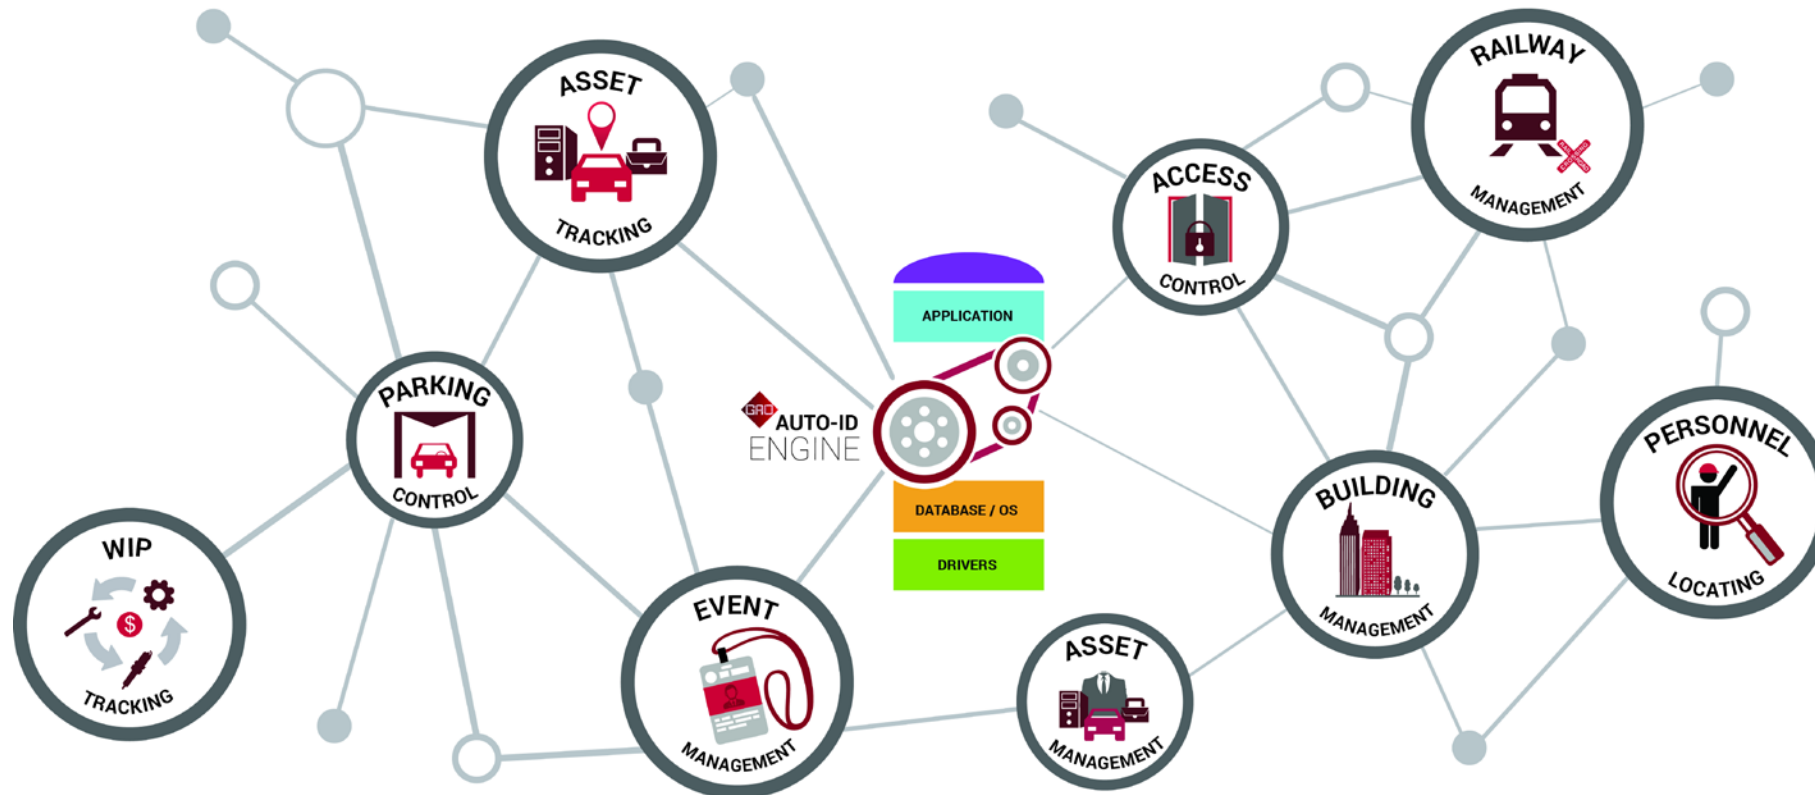 ASSET
TRACKING
RAILWAY
MANAGEMENT
ACCESS
CONTROL
APPLICATION
GAO
AUTO-ID
ENGINE
DATABASE / OS
DRIVERS
PARKING
CONTROL
WIP
$
TRACKING
EVENT
MANAGEMENT
ASSET
MANAGEMENT
BUILDING
MANAGEMENT
PERSONNEL
LOCATING